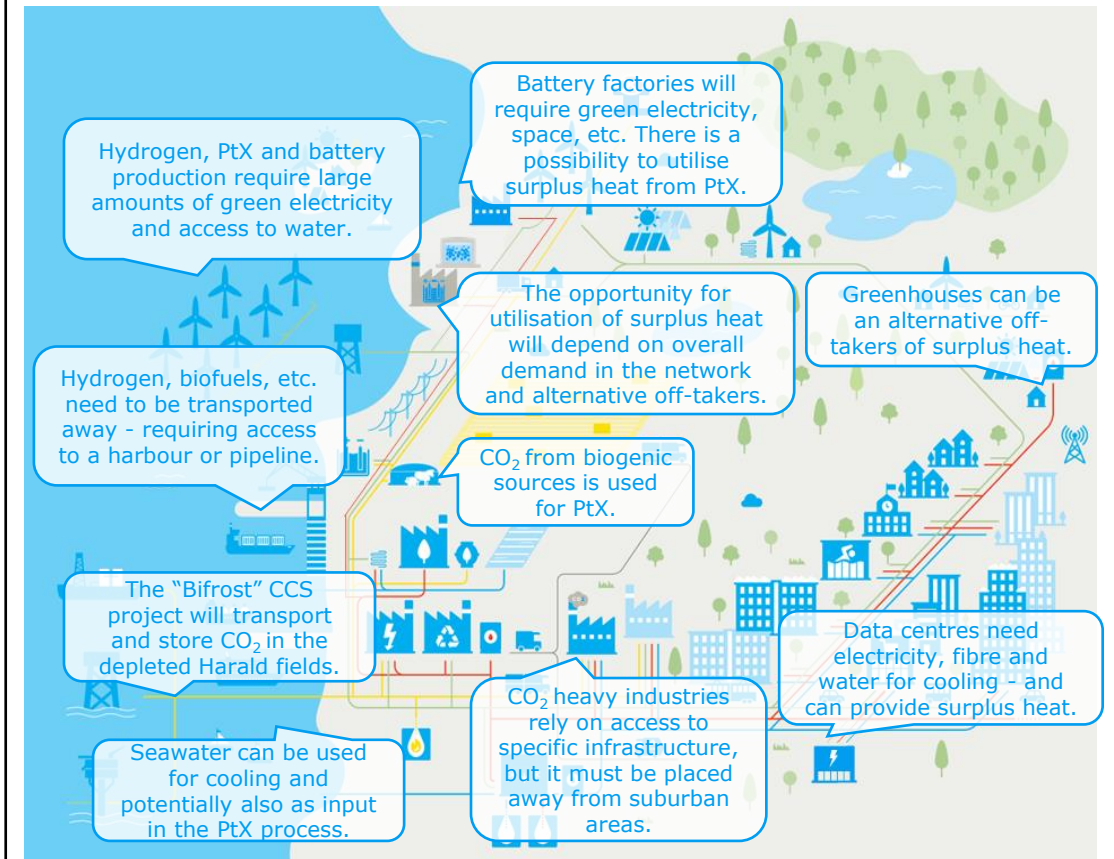 Battery factories will
require green electricity,
space, etc. There is a
possibility to utilise
surplus heat from PtX.
Hydrogen, PtX and battery
production require large
amounts of green electricity
and access to water.
The opportunity for
utilisation of surplus heat
will depend on overall
demand in the network
and alternative off-takers.
Greenhouses can be
an alternative off-
takers of surplus heat.
Hydrogen, biofuels, etc.
need to be transported
away - requiring access
to a harbour or pipeline.
CO₂ from biogenic
sources is used
for PtX.
The “Bifrost” CCS
project will transport
and store CO₂ in the
depleted Harald fields.
Data centres need
electricity, fibre and
water for cooling - and
can provide surplus heat.
CO₂ heavy industries
rely on access to
specific infrastructure,
but it must be placed
away from suburban
areas.
Seawater can be used
for cooling and
potentially also as input
in the PtX process.